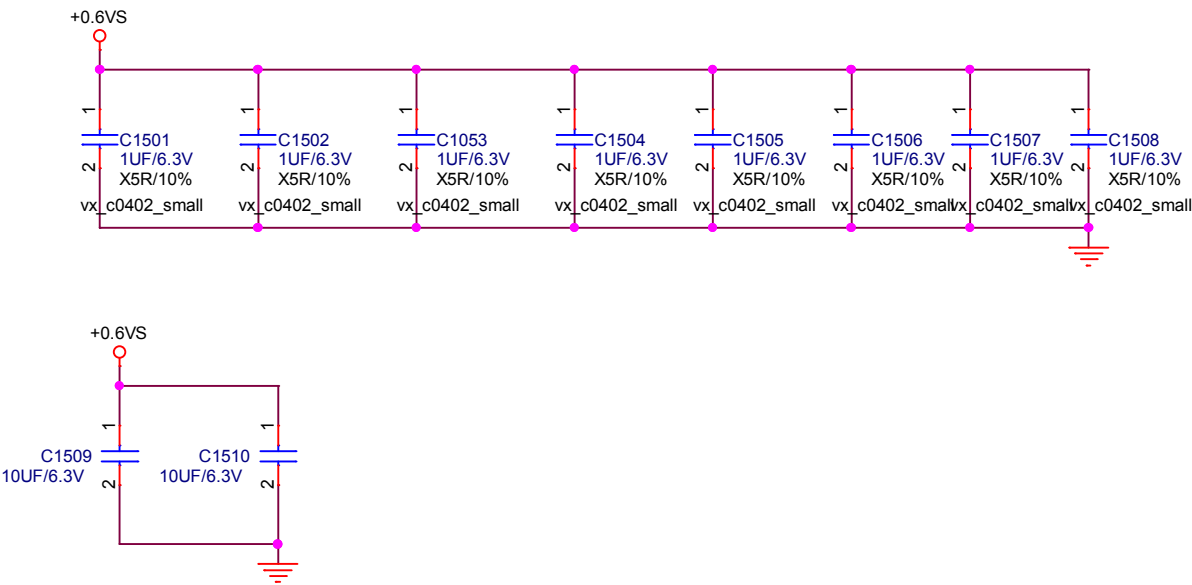 +0.6VS
1 1 1 1 1 1 1 1
C1501 C1502 C1053 C1504 C1505 C1506 C1507 C1508
1UF/6.3V 1UF/6.3V 1UF/6.3V 1UF/6.3V 1UF/6.3V 1UF/6.3V 1UF/6.3V 1UF/6.3V
2 2 2 2 2 2 2 2
X5R/10% X5R/10% X5R/10% X5R/10% X5R/10% X5R/10% X5R/10% X5R/10%
vx_c0402_small vx_c0402_small vx_c0402_small vx_c0402_small vx_c0402_small vx_c0402_small vx_c0402_small vx_c0402_small
+0.6VS
1 1
C1509 C1510
10UF/6.3V 10UF/6.3V
2 2